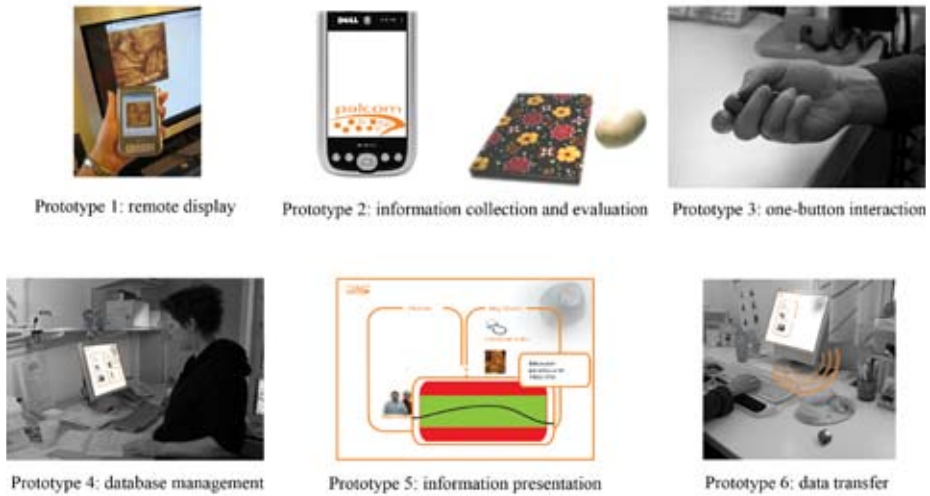 DELL
palcom
Prototype 1: remote display
Prototype 2: information collection and evaluation
Prototype 3: one-button interaction
Prototype 4: database management
Prototype 5: information presentation
Prototype 6: data transfer